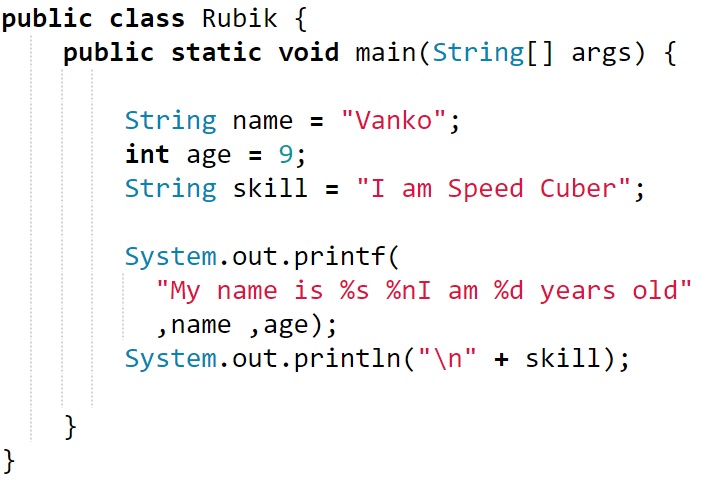 public class Rubik {
public static void main(String[] args) {
String name = "Vanko";
int age = 9;
String skill = "I am Speed Cuber";
System.out.printf(
"My name is %s %nI am %d years old"
,name ,age);
System.out.println("\n" + skill);
}
}